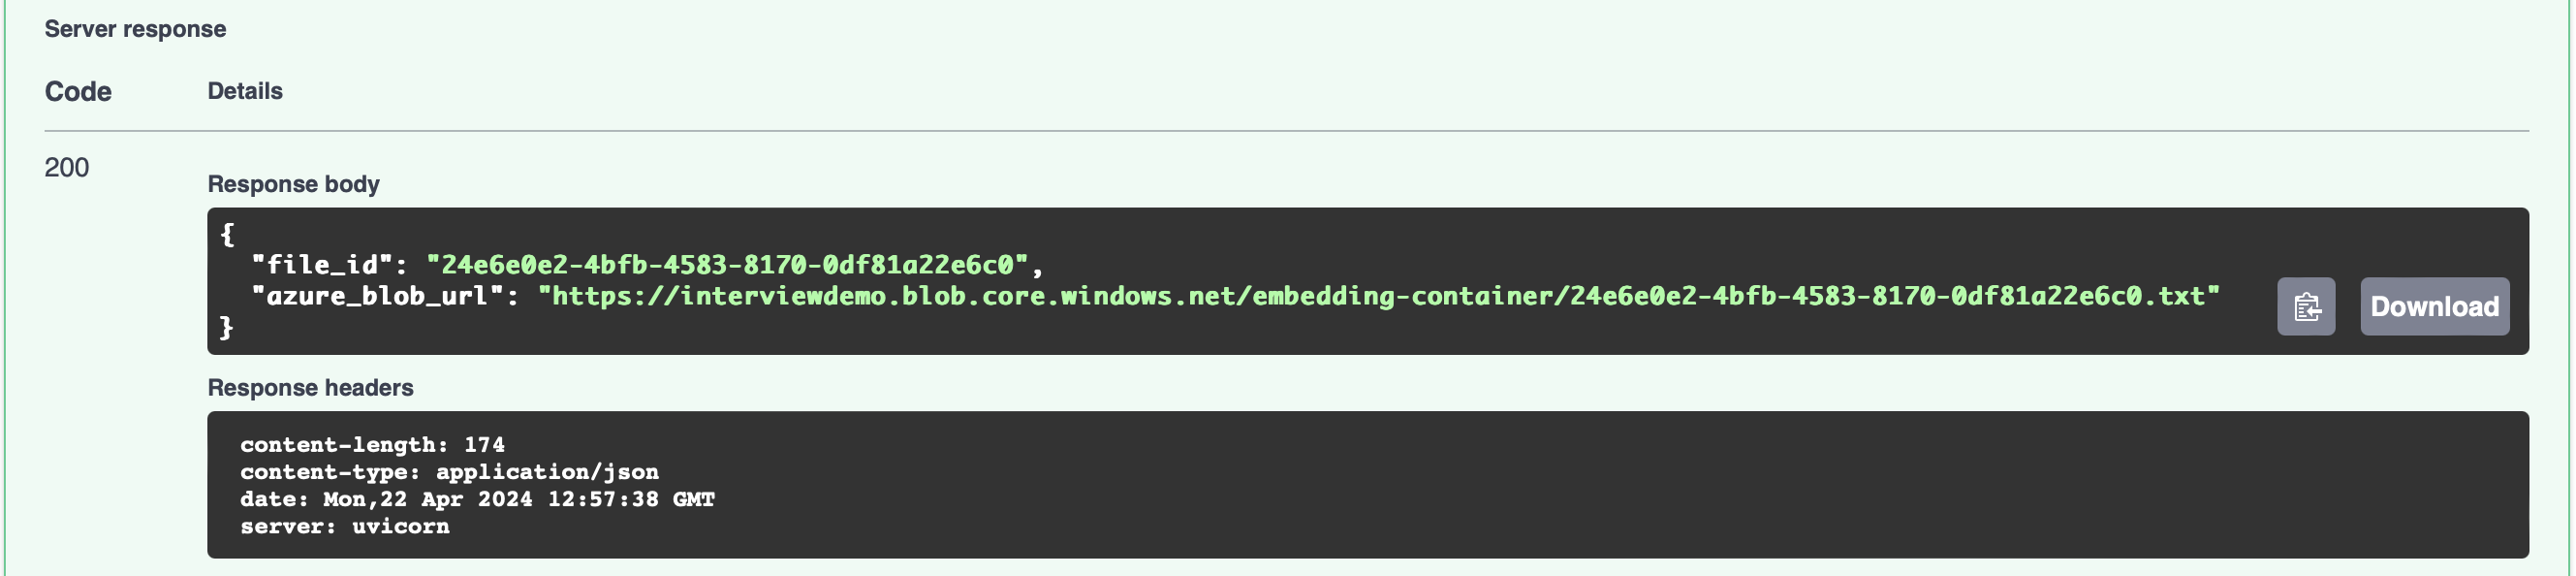 Server response
Code Details
200
Response body
{
"file_id": "24e6e0e2-4bfb-4583-8170-0df81a22e6c0",
"azure_blob_url": "https://interviewdemo.blob.core.windows.net/embedding-container/24e6e0e2-4bfb-4583-8170-0df81a22e6c0.txt"
}
Download
Response headers
content-length: 174
content-type: application/json
date: Mon,22 Apr 2024 12:57:38 GMT
server: uvicorn